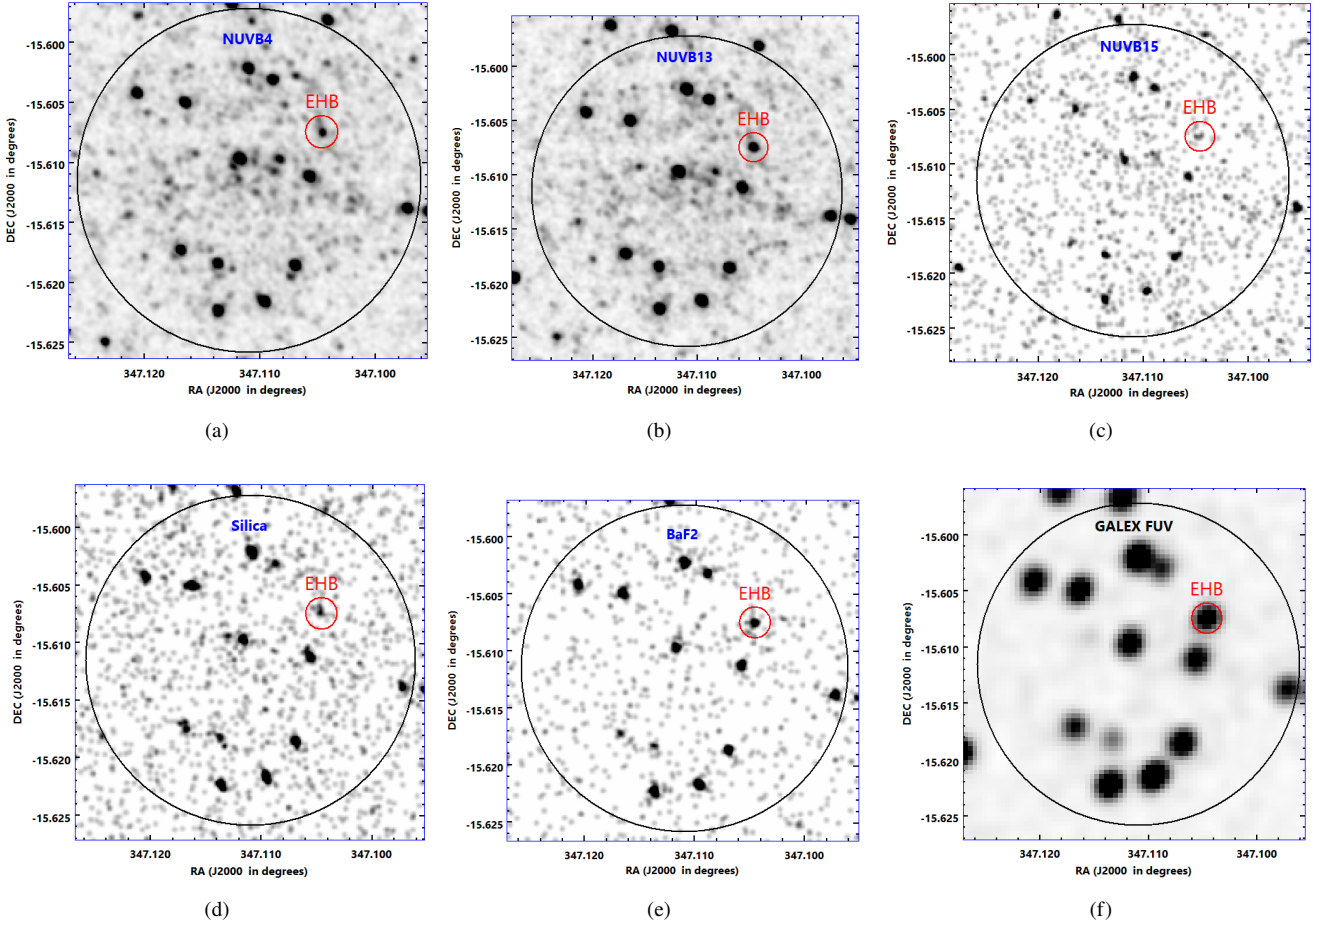 NUVB4
EHB
-15.600
-15.605
-15.610
-15.615
-15.620
-15.625
DEC (J2000 in degrees)
347.120
347.110
347.100
RA (J2000 in degrees)
(a)
NUVB13
EHB
-15.600
-15.605
-15.610
-15.615
-15.620
-15.625
DEC (J2000 in degrees)
347.120
347.110
347.100
RA (J2000 in degrees)
(b)
NUVB15
EHB
-15.600
-15.605
-15.610
-15.615
-15.620
-15.625
DEC (J2000 in degrees)
347.120
347.110
347.100
RA (J2000 in degrees)
(c)
Silica
EHB
-15.600
-15.605
-15.610
-15.615
-15.620
-15.625
DEC (J2000 in degrees)
347.120
347.110
347.100
RA (J2000 in degrees)
(d)
BaF2
EHB
-15.600
-15.605
-15.610
-15.615
-15.620
-15.625
DEC (J2000 in degrees)
347.120
347.110
347.100
RA (J2000 in degrees)
(e)
GALEX FUV
EHB
-15.600
-15.605
-15.610
-15.615
-15.620
-15.625
DEC (J2000 in degrees)
347.120
347.110
347.100
RA (J2000 in degrees)
(f)